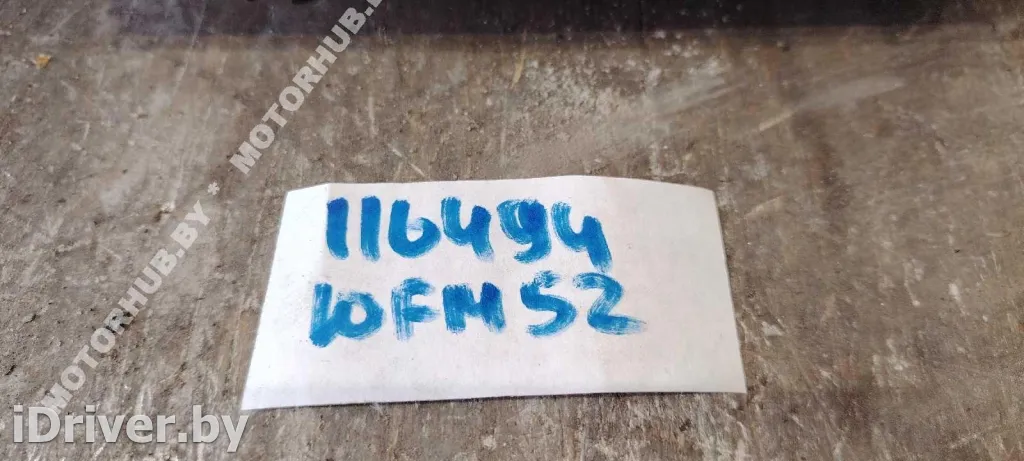 MOTORHUB.BY * MOTORHUB.BY
116494
10FM52
iDriver.by